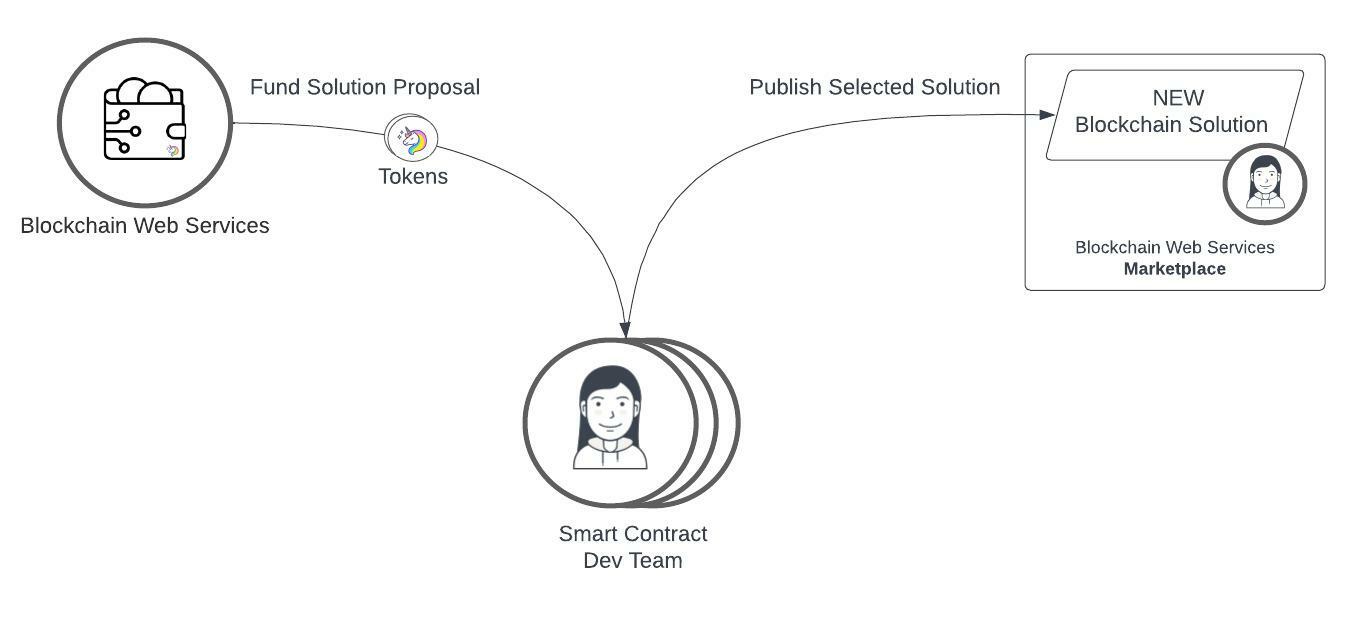 Fund Solution Proposal
Tokens
Blockchain Web Services
Publish Selected Solution
NEW
Blockchain Solution
Blockchain Web Services
Marketplace
Smart Contract
Dev Team